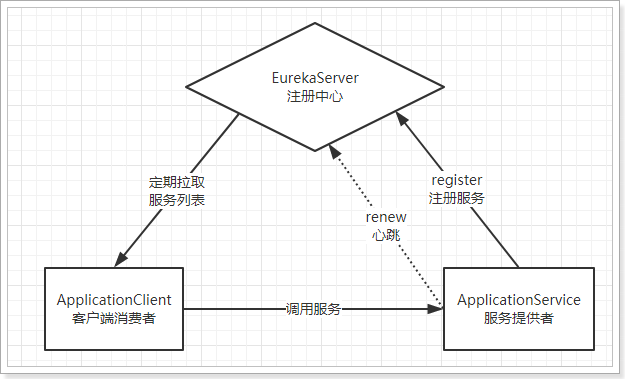 EurekaServer
注册中心
定期拉取
服务列表
register
注册服务
renew
心跳
ApplicationClient
客户端消费者
调用服务
ApplicationService
服务提供者